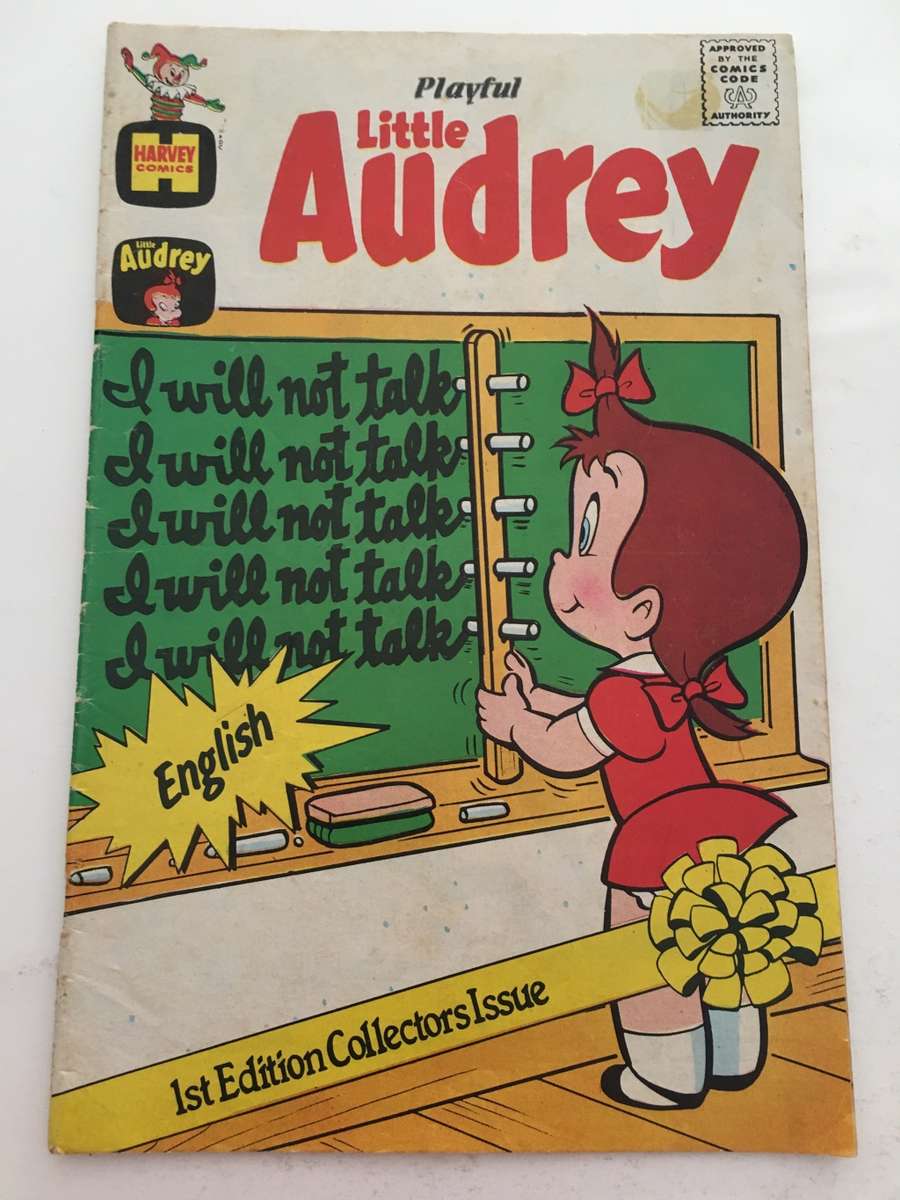 Playful
Little
Audrey
APPROVED
BY THE
COMICS
CODE
CA
AUTHORITY
HARVEY
COMICS
H
Little
Audrey
I will not talk
I will not talk
I will not talk
I will not talk
I will not talk
English
1st Edition Collectors Issue